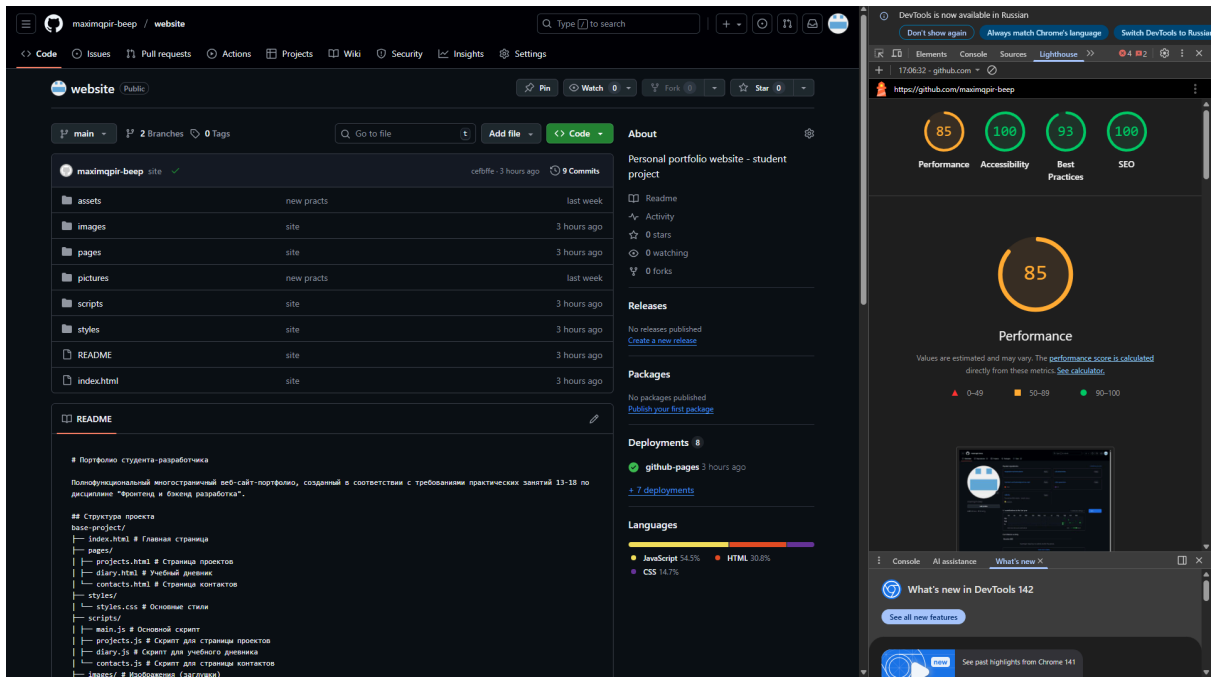 maximqpir-beep / website
Type / to search
Code Issues Pull requests Actions Projects Wiki Security Insights Settings
website Public
Pin Watch 0 Fork 0 Star 0
main 2 Branches 0 Tags
Go to file t Add file Code
maximqpir-beep site cefbffe · 3 hours ago 9 Commits
assets new practs last week
images site 3 hours ago
pages site 3 hours ago
pictures new practs last week
scripts site 3 hours ago
styles site 3 hours ago
README site 3 hours ago
index.html site 3 hours ago
README
# Портфолио студента-разработчика
Полнофункциональный многостраничный веб-сайт-портфолио, созданный в соответствии с требованиями практических занятий 13-18 по
дисциплине "Фронтенд и бэкенд разработка".
## Структура проекта
base-project/
├── index.html # Главная страница
├── pages/
│ ├── projects.html # Страница проектов
│ ├── diary.html # Учебный дневник
│ └── contacts.html # Страница контактов
├── styles/
│ └── styles.css # Основные стили
├── scripts/
│ ├── main.js # Основной скрипт
│ ├── projects.js # Скрипт для страницы проектов
│ ├── diary.js # Скрипт для учебного дневника
│ └── contacts.js # Скрипт для страницы контактов
├── images/ # Изображения (заглушки)
About
Personal portfolio website - student
project
Readme
Activity
0 stars
0 watching
0 forks
Releases
No releases published
Create a new release
Packages
No packages published
Publish your first package
Deployments 8
github-pages 3 hours ago
+ 7 deployments
Languages
JavaScript 54.5% HTML 30.8%
CSS 14.7%
DevTools is now available in Russian
Don't show again Always match Chrome's language Switch DevTools to Russian
Elements Console Sources Lighthouse 4 2
17:06:32 - github.com
https://github.com/maximqpir-beep
85 100 93 100
Performance Accessibility Best
Practices SEO
85
Performance
Values are estimated and may vary. The performance score is calculated
directly from these metrics. See calculator.
0–49 50–89 90–100
Console AI assistance What's new
What's new in DevTools 142
See all new features
new See past highlights from Chrome 141